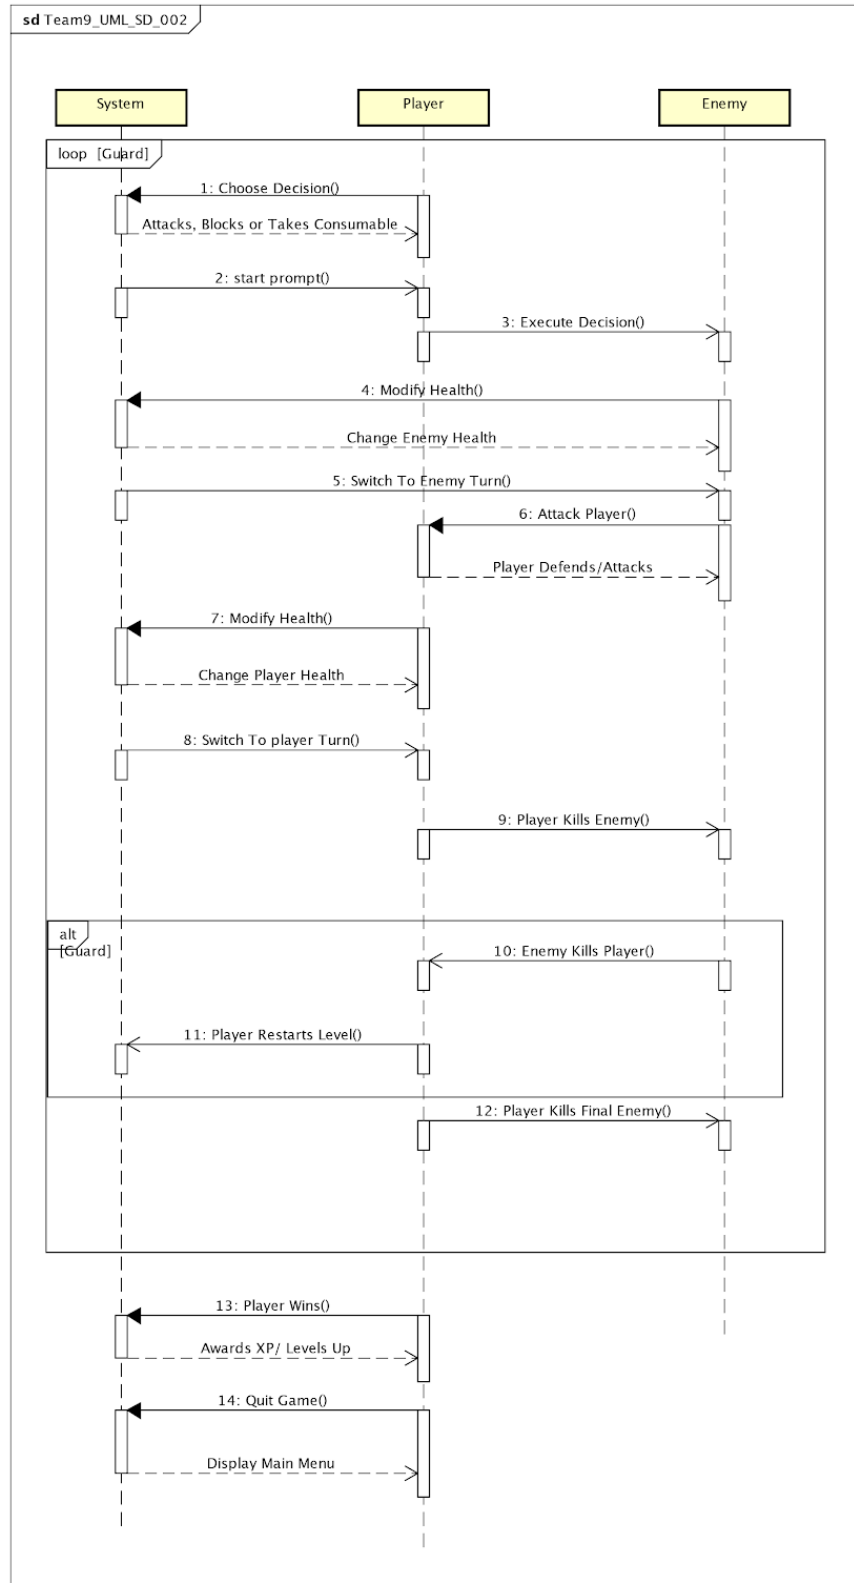 sd Team9_UML_SD_002
System
Player
Enemy
loop [Guard]
1: Choose Decision()
Attacks, Blocks or Takes Consumable
2: start prompt()
3: Execute Decision()
4: Modify Health()
Change Enemy Health
5: Switch To Enemy Turn()
6: Attack Player()
Player Defends/Attacks
7: Modify Health()
Change Player Health
8: Switch To player Turn()
9: Player Kills Enemy()
alt
[Guard]
10: Enemy Kills Player()
11: Player Restarts Level()
12: Player Kills Final Enemy()
13: Player Wins()
Awards XP/ Levels Up
14: Quit Game()
Display Main Menu